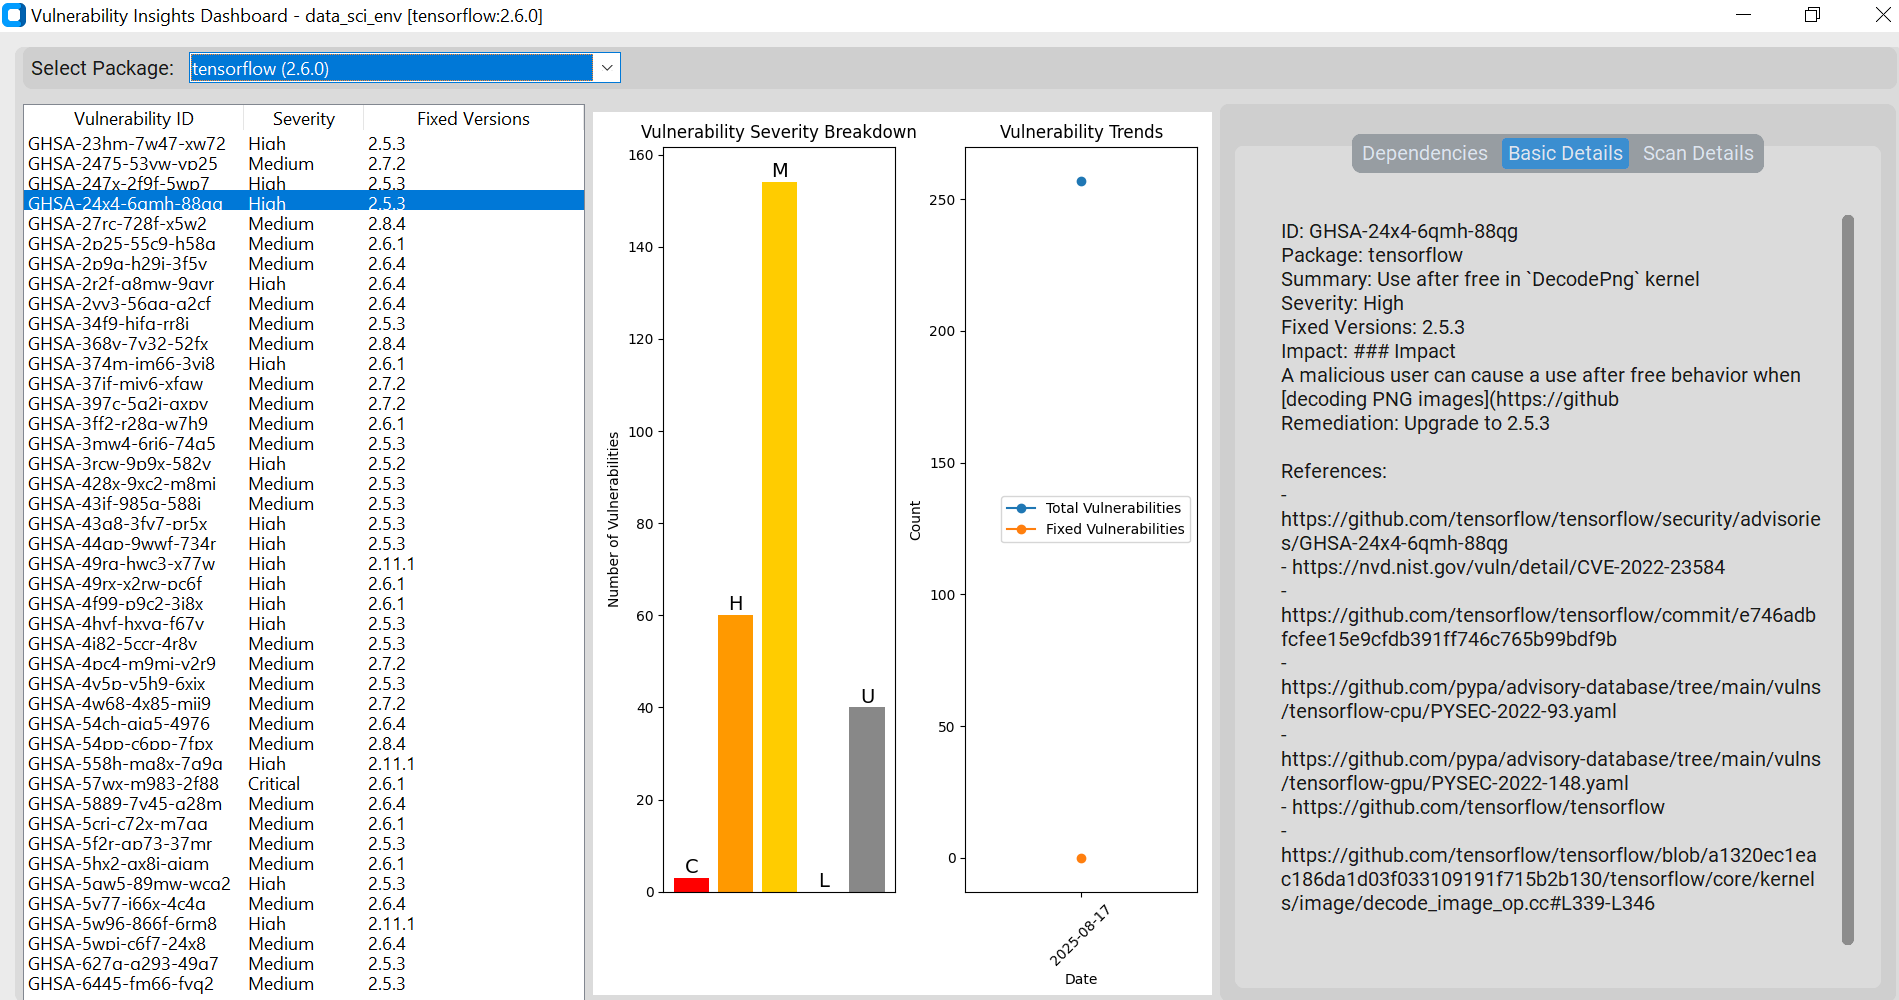 Vulnerability Insights Dashboard - data_sci_env [tensorflow:2.6.0]
Select Package: tensorflow (2.6.0)
Vulnerability ID Severity Fixed Versions
GHSA-23hm-7w47-xw72 High 2.5.3
GHSA-2475-53vw-vp25 Medium 2.7.2
GHSA-247x-2f9f-5wp7 High 2.5.3
GHSA-24x4-6qmh-88qg High 2.5.3
GHSA-27rc-728f-x5w2 Medium 2.8.4
GHSA-2p25-55c9-h58q Medium 2.6.1
GHSA-2p9q-h29j-3f5v Medium 2.6.4
GHSA-2r2f-g8mw-9gvr High 2.6.4
GHSA-2vv3-56qg-g2cf Medium 2.6.4
GHSA-34f9-hjfq-rr8j Medium 2.5.3
GHSA-368v-7v32-52fx Medium 2.8.4
GHSA-374m-jm66-3vj8 High 2.6.1
GHSA-37jf-mjv6-xfqw Medium 2.7.2
GHSA-397c-5g2j-qxpv Medium 2.7.2
GHSA-3ff2-r28g-w7h9 Medium 2.6.1
GHSA-3mw4-6rj6-74g5 Medium 2.5.3
GHSA-3rcw-9p9x-582v High 2.5.2
GHSA-428x-9xc2-m8mj Medium 2.5.3
GHSA-43jf-985q-588j Medium 2.5.3
GHSA-43q8-3fv7-pr5x High 2.5.3
GHSA-44qp-9wwf-734r High 2.5.3
GHSA-49rq-hwc3-x77w High 2.11.1
GHSA-49rx-x2rw-pc6f High 2.6.1
GHSA-4f99-p9c2-3j8x High 2.6.1
GHSA-4hvf-hxvg-f67v High 2.5.3
GHSA-4j82-5ccr-4r8v Medium 2.5.3
GHSA-4pc4-m9mj-v2r9 Medium 2.7.2
GHSA-4v5p-v5h9-6xjx Medium 2.5.3
GHSA-4w68-4x85-mjj9 Medium 2.7.2
GHSA-54ch-gjq5-4976 Medium 2.6.4
GHSA-54pp-c6pp-7fpx Medium 2.8.4
GHSA-558h-mq8x-7q9g High 2.11.1
GHSA-57wx-m983-2f88 Critical 2.6.1
GHSA-5889-7v45-q28m Medium 2.6.4
GHSA-5crj-c72x-m7gq Medium 2.6.1
GHSA-5f2r-qp73-37mr Medium 2.5.3
GHSA-5hx2-qx8j-qjqm Medium 2.6.1
GHSA-5qw5-89mw-wcg2 High 2.5.3
GHSA-5v77-j66x-4c4g Medium 2.6.4
GHSA-5w96-866f-6rm8 High 2.11.1
GHSA-5wpj-c6f7-24x8 Medium 2.6.4
GHSA-627q-g293-49q7 Medium 2.5.3
GHSA-6445-fm66-fvq2 Medium 2.5.3
Vulnerability Severity Breakdown
Number of Vulnerabilities
160
140
120
100
80
60
40
20
0
C
H
M
L
U
Vulnerability Trends
Count
250
200
150
100
50
0
Total Vulnerabilities
Fixed Vulnerabilities
2025-08-17
Date
Dependencies Basic Details Scan Details
ID: GHSA-24x4-6qmh-88qg
Package: tensorflow
Summary: Use after free in `DecodePng` kernel
Severity: High
Fixed Versions: 2.5.3
Impact: ### Impact
A malicious user can cause a use after free behavior when
[decoding PNG images](https://github
Remediation: Upgrade to 2.5.3
References:
-
https://github.com/tensorflow/tensorflow/security/advisorie
s/GHSA-24x4-6qmh-88qg
- https://nvd.nist.gov/vuln/detail/CVE-2022-23584
-
https://github.com/tensorflow/tensorflow/commit/e746adb
fcfee15e9cfdb391ff746c765b99bdf9b
-
https://github.com/pypa/advisory-database/tree/main/vulns
/tensorflow-cpu/PYSEC-2022-93.yaml
-
https://github.com/pypa/advisory-database/tree/main/vulns
/tensorflow-gpu/PYSEC-2022-148.yaml
- https://github.com/tensorflow/tensorflow
-
https://github.com/tensorflow/tensorflow/blob/a1320ec1ea
c186da1d03f033109191f715b2b130/tensorflow/core/kernel
s/image/decode_image_op.cc#L339-L346